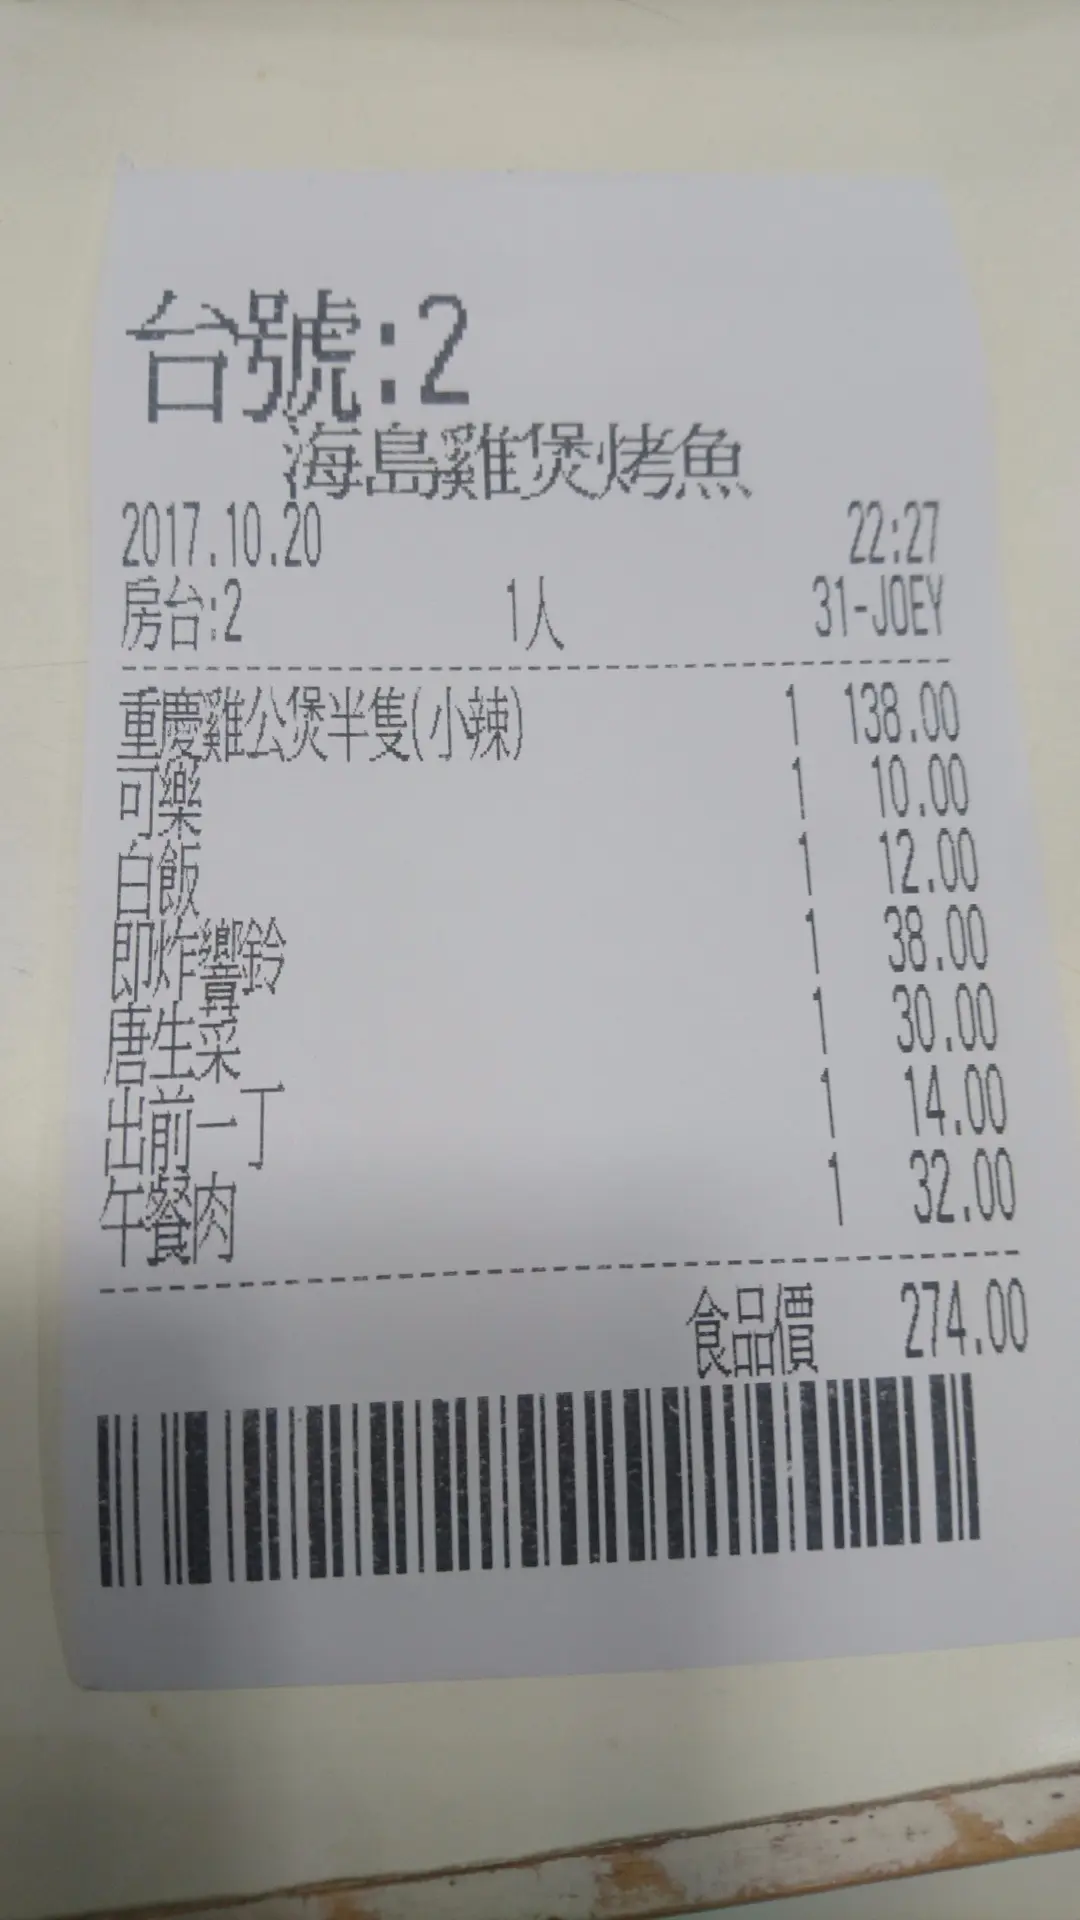 台號:2
海島雞煲烤魚
2017.10.20 22:27
房台:2 1人 31-JOEY
重慶雞公煲半隻(小辣) 1 138.00
可樂 1 10.00
白飯 1 12.00
即炸響鈴 1 38.00
唐生菜 1 30.00
出前一丁 1 14.00
午餐肉 1 32.00
食品價 274.00